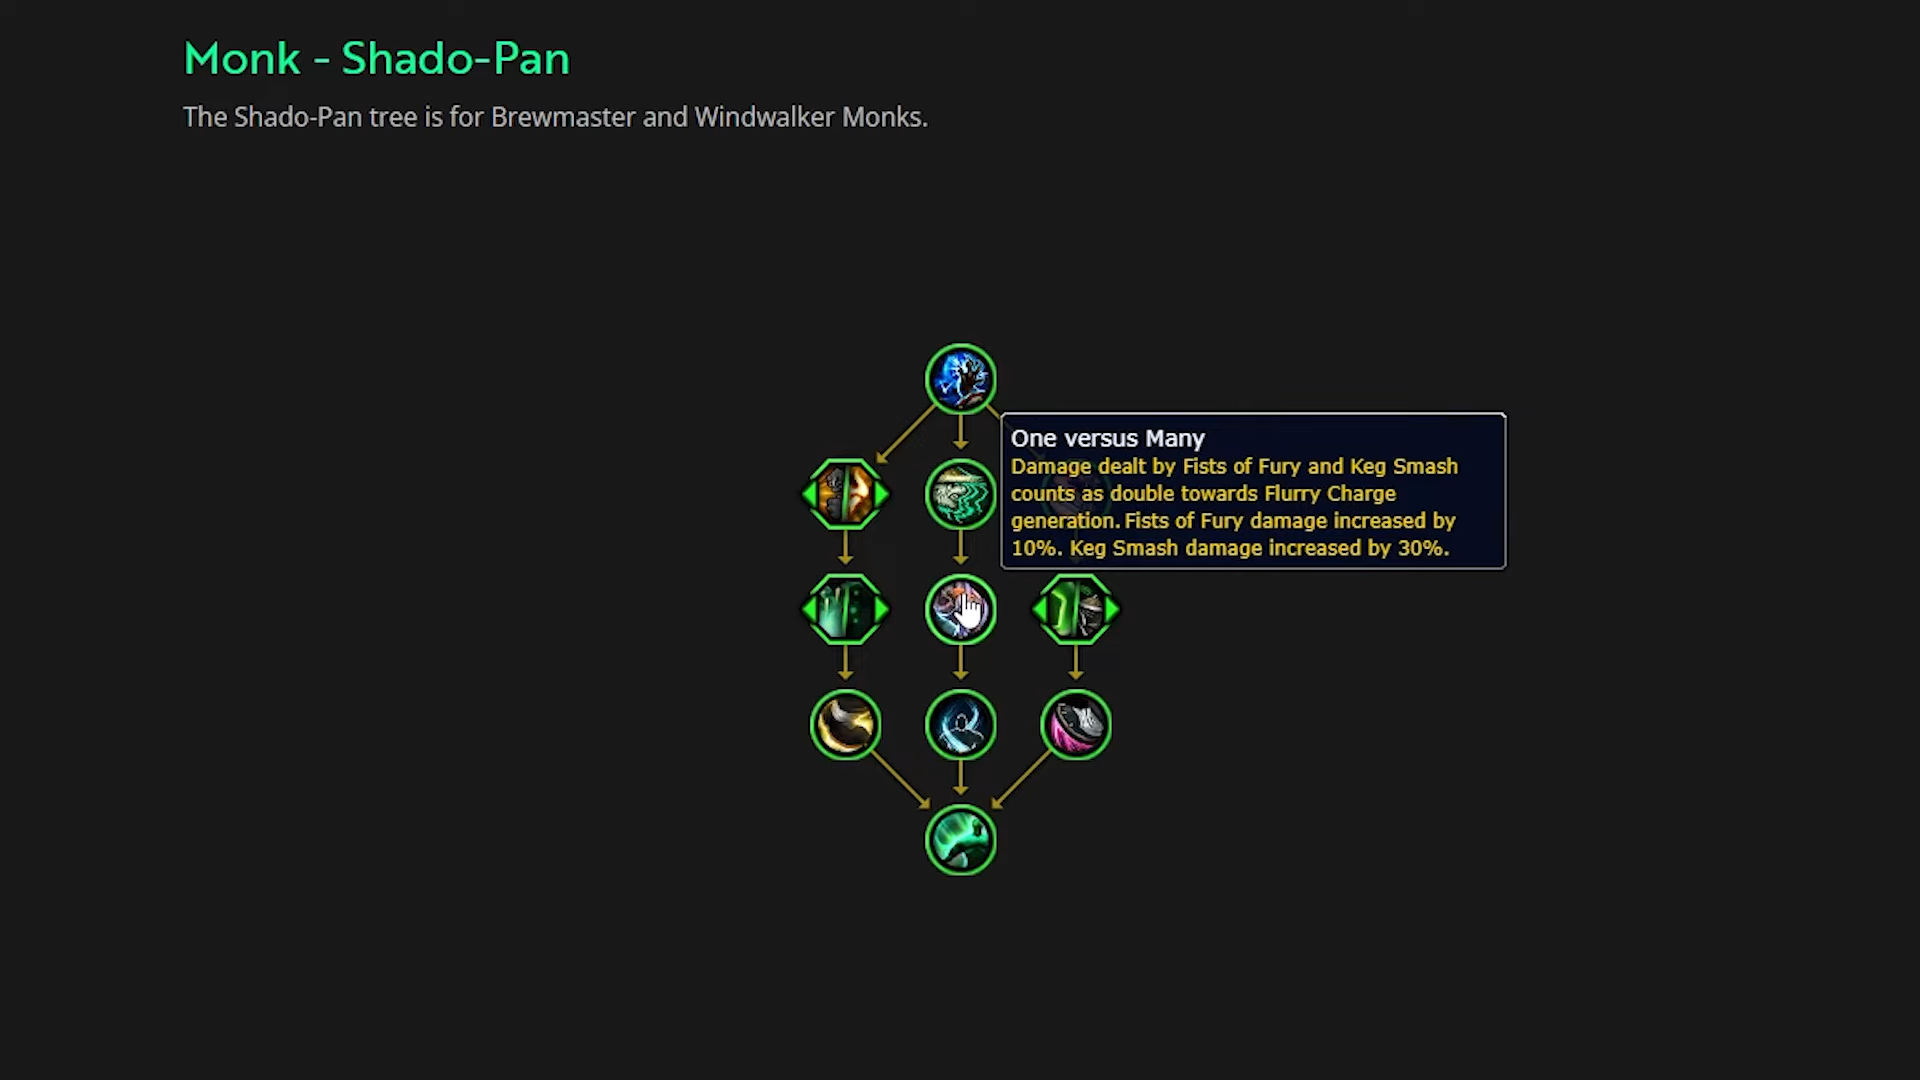 Monk - Shado-Pan
The Shado-Pan tree is for Brewmaster and Windwalker Monks.
One versus Many
Damage dealt by Fists of Fury and Keg Smash
counts as double towards Flurry Charge
generation. Fists of Fury damage increased by
10%. Keg Smash damage increased by 30%.